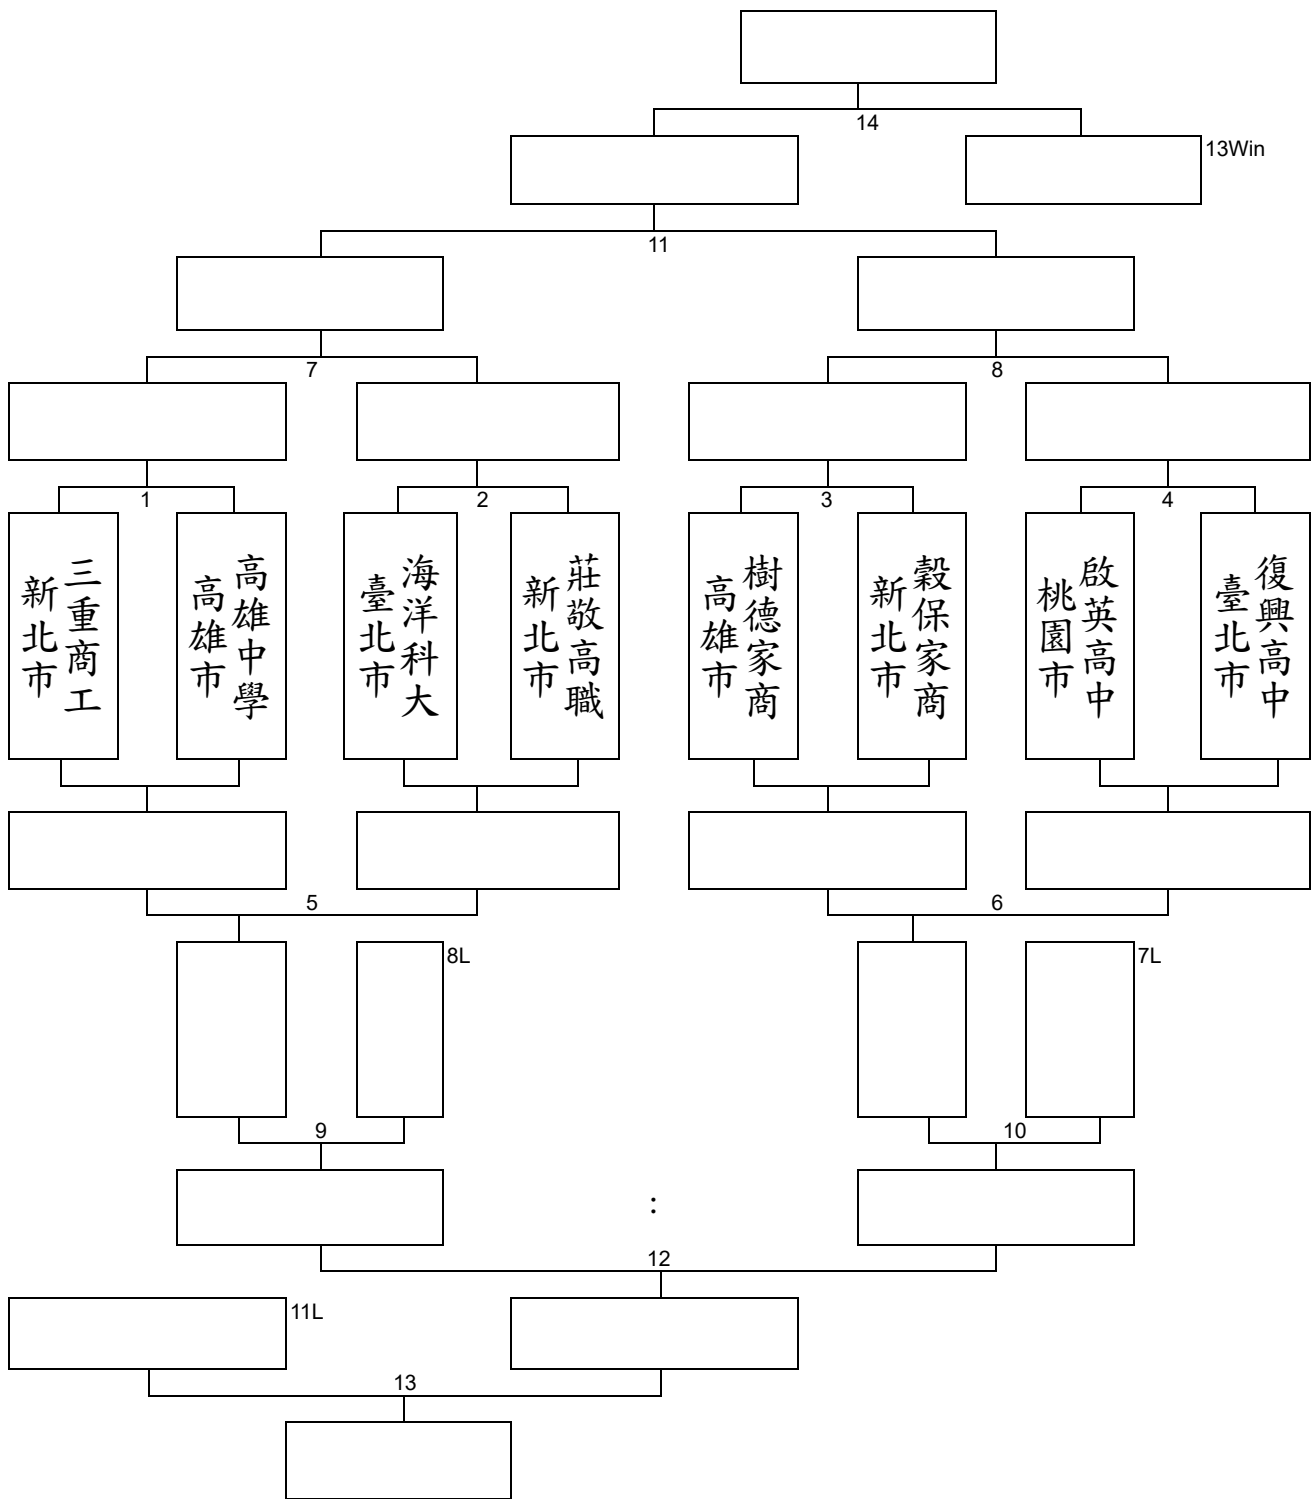 14
13Win
11
7
8
1
2
3
4
三重商工
新北市
高雄中學
高雄市
海洋科大
臺北市
莊敬高職
新北市
樹德家商
高雄市
穀保家商
新北市
啟英高中
桃園市
復興高中
臺北市
5
6
8L
7L
9
10
:
12
11L
13